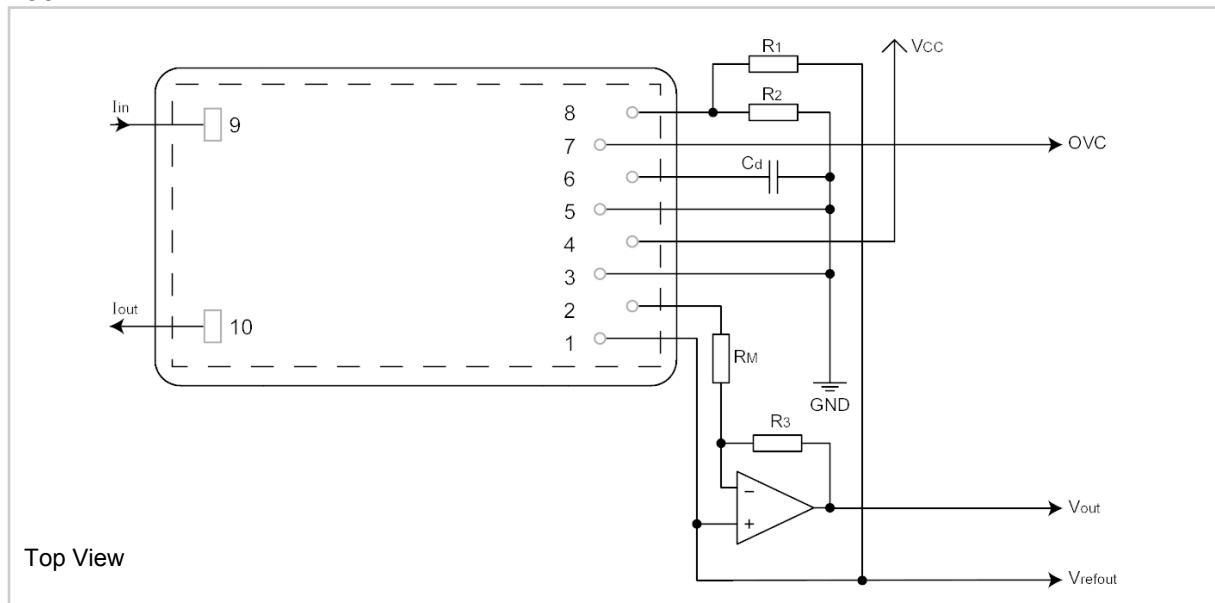 R1
VCC
R2
Iin
9
8
7
OVC
Cd
6
5
4
3
2
Iout
10
1
RM
GND
R3
−
+
Vout
Top View
Vrefout